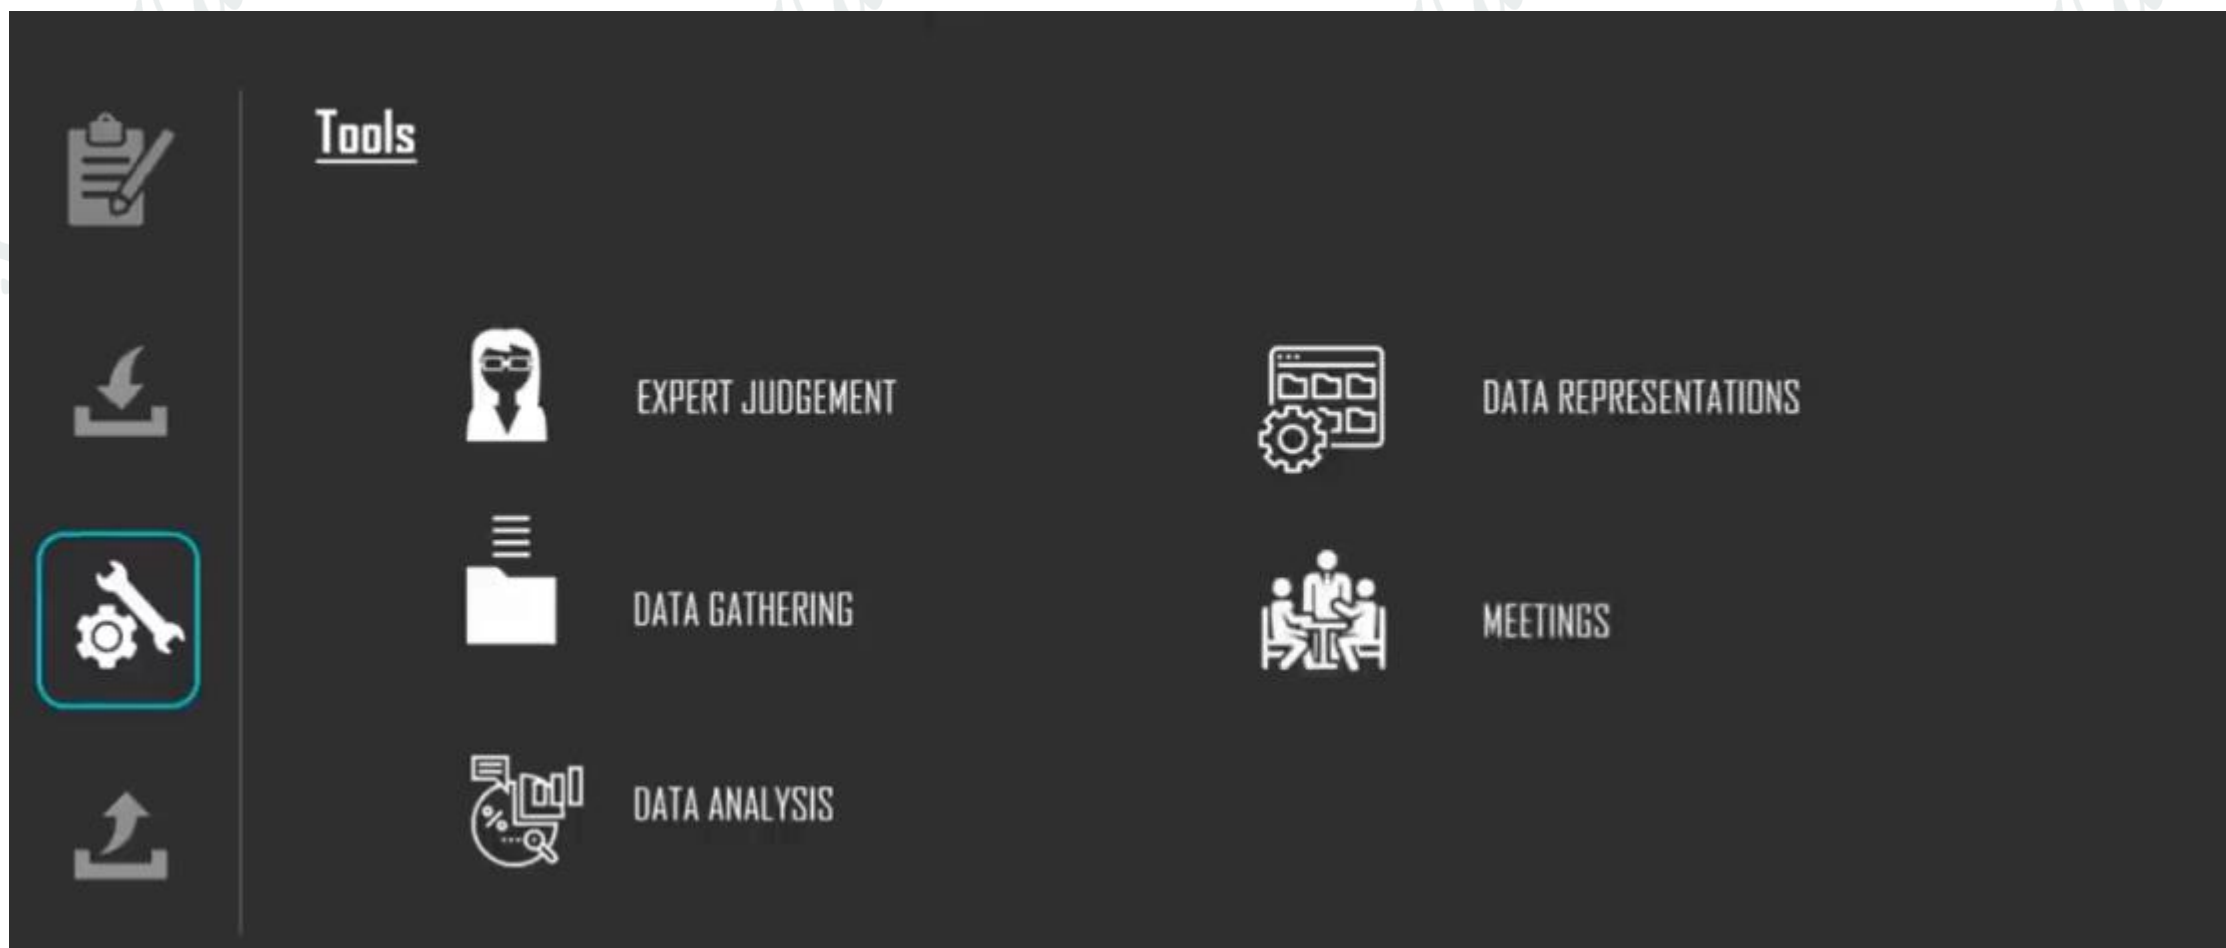 Tools
EXPERT JUDGEMENT
DATA REPRESENTATIONS
DATA GATHERING
MEETINGS
DATA ANALYSIS